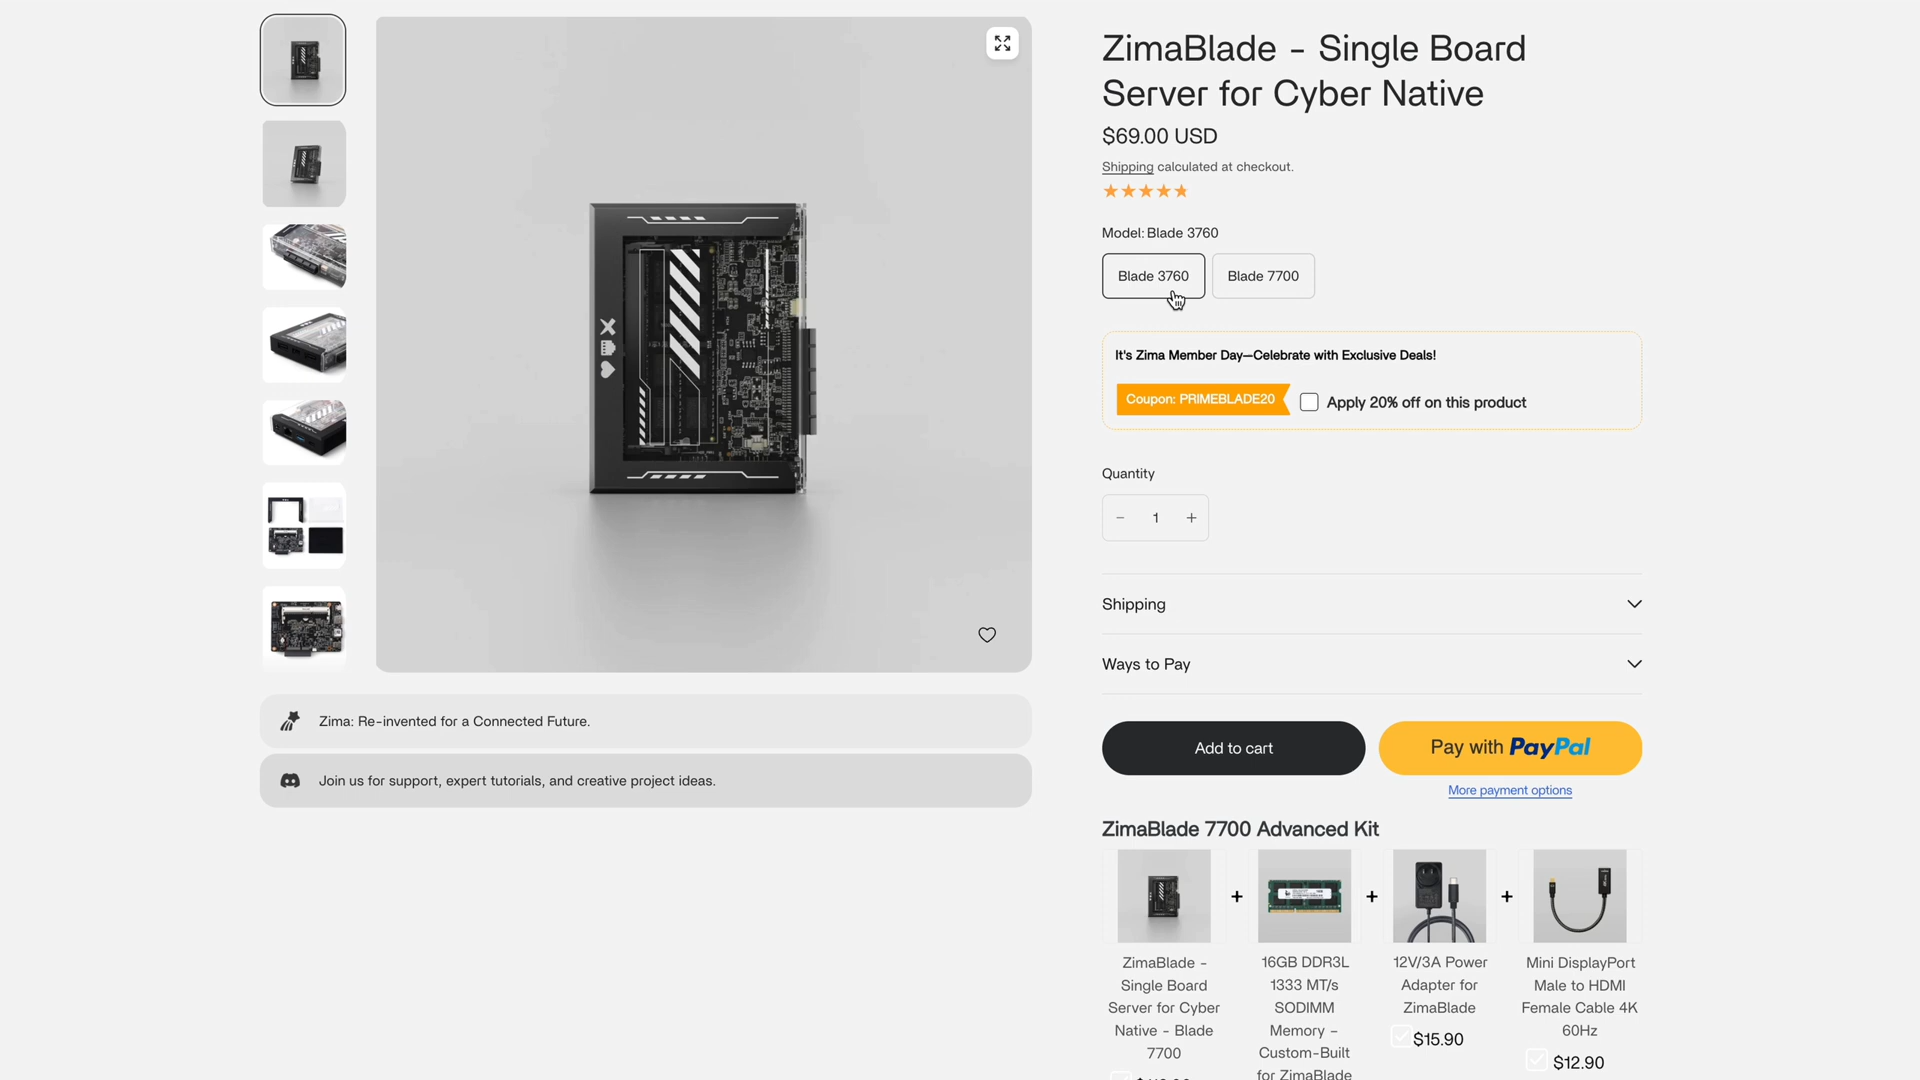 ZimaBlade - Single Board
Server for Cyber Native
$69.00 USD
Shipping calculated at checkout.
Model: Blade 3760
Blade 3760
Blade 7700
It's Zima Member Day—Celebrate with Exclusive Deals!
Coupon: PRIMEBLADE20
Apply 20% off on this product
Quantity
− 1 +
Shipping
Ways to Pay
Zima: Re-invented for a Connected Future.
Join us for support, expert tutorials, and creative project ideas.
Add to cart
Pay with PayPal
More payment options
ZimaBlade 7700 Advanced Kit
+ + +
ZimaBlade -
Single Board
Server for Cyber
Native - Blade
7700
16GB DDR3L
1333 MT/s
SODIMM
Memory –
Custom-Built
for ZimaBlade
12V/3A Power
Adapter for
ZimaBlade
$15.90
Mini DisplayPort
Male to HDMI
Female Cable 4K
60Hz
$12.90